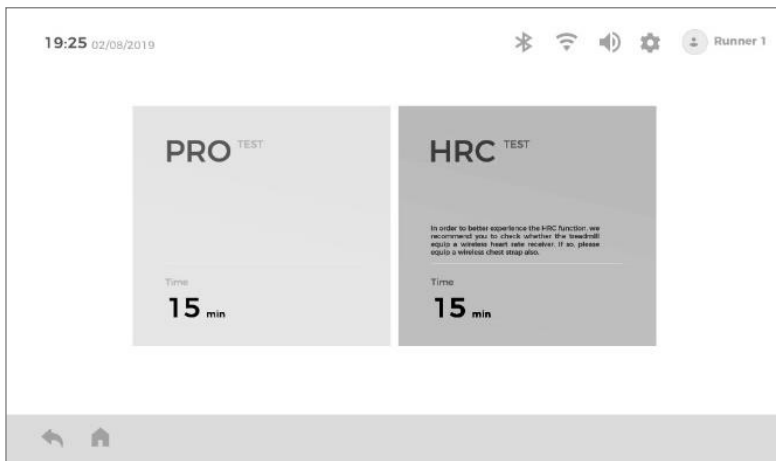 19:25 02/08/2019
Runner 1
PRO TEST
HRC TEST
In order to better experience the HRC function, we
recommend you to check whether the treadmill
equip a wireless heart rate receiver. If so, please
equip a wireless chest strap also.
Time
15 min
Time
15 min